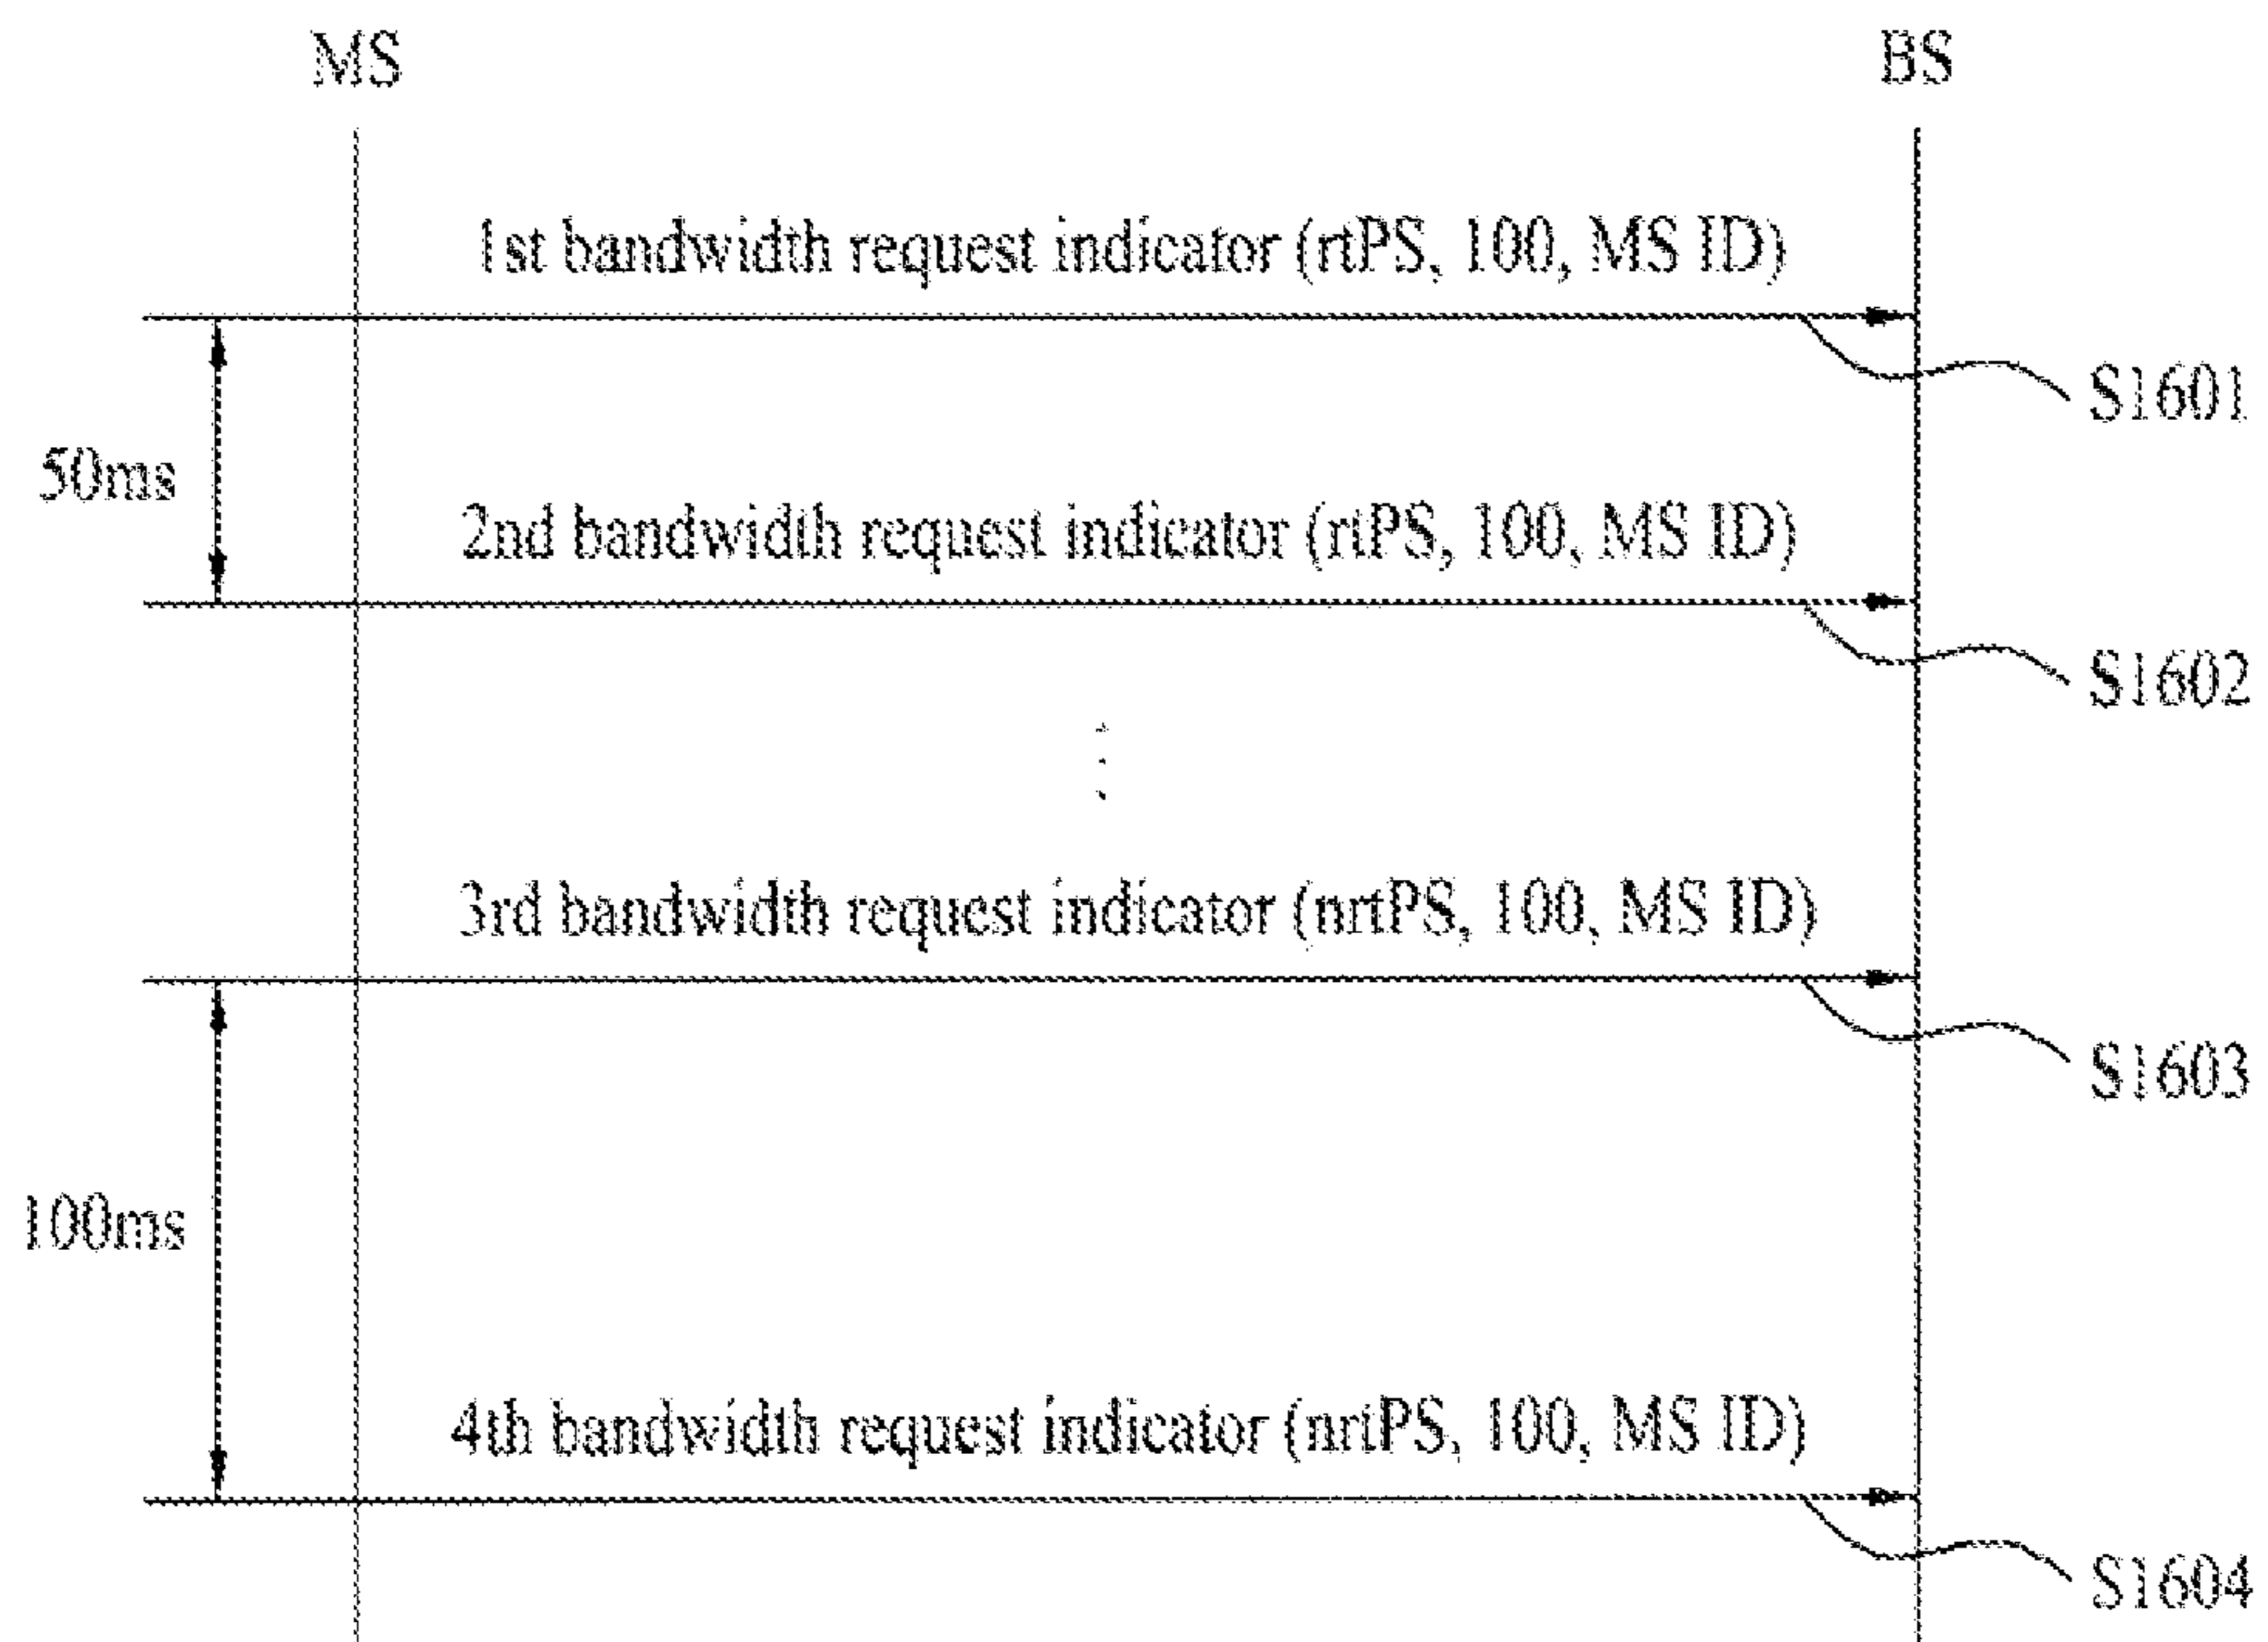 MS
BS
1st bandwidth request indicator (rtPS, 100, MS ID)
S1601
50ms
2nd bandwidth request indicator (rtPS, 100, MS ID)
S1602
3rd bandwidth request indicator (nrtPS, 100, MS ID)
S1603
100ms
4th bandwidth request indicator (nrtPS, 100, MS ID)
S1604